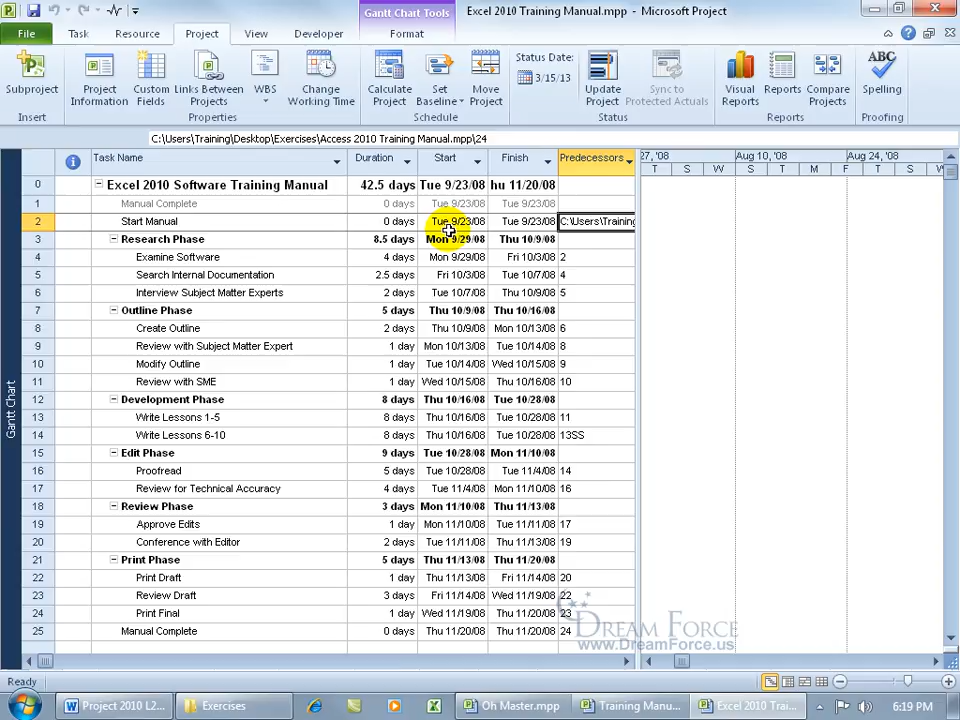 Gantt Chart Tools
Excel 2010 Training Manual.mpp - Microsoft Project
File Task Resource Project View Developer Format
Subproject
Project Information
Custom Fields
Links Between Projects
WBS
Change Working Time
Calculate Project
Set Baseline
Move Project
Status Date:
3/15/13
Update Project
Sync to Protected Actuals
Visual Reports
Reports
Compare Projects
ABC
Spelling
Insert Properties Schedule Status Reports Proofing
C:\Users\Training\Desktop\Exercises\Access 2010 Training Manual.mpp\24
Task Name Duration Start Finish Predecessors 27, '08 Aug 10, '08 Aug 24, '08
T S W S T M F T S W
0 Excel 2010 Software Training Manual 42.5 days Tue 9/23/08 hu 11/20/08
1 Manual Complete 0 days Tue 9/23/08 Tue 9/23/08
2 Start Manual 0 days Tue 9/23/08 Tue 9/23/08 C:\Users\Training
3 Research Phase 8.5 days Mon 9/29/08 Thu 10/9/08
4 Examine Software 4 days Mon 9/29/08 Fri 10/3/08 2
5 Search Internal Documentation 2.5 days Fri 10/3/08 Tue 10/7/08 4
6 Interview Subject Matter Experts 2 days Tue 10/7/08 Thu 10/9/08 5
7 Outline Phase 5 days Thu 10/9/08 Thu 10/16/08
8 Create Outline 2 days Thu 10/9/08 Mon 10/13/08 6
9 Review with Subject Matter Expert 1 day Mon 10/13/08 Tue 10/14/08 8
10 Modify Outline 1 day Tue 10/14/08 Wed 10/15/08 9
11 Review with SME 1 day Wed 10/15/08 Thu 10/16/08 10
12 Development Phase 8 days Thu 10/16/08 Tue 10/28/08
13 Write Lessons 1-5 8 days Thu 10/16/08 Tue 10/28/08 11
14 Write Lessons 6-10 8 days Thu 10/16/08 Tue 10/28/08 13SS
15 Edit Phase 9 days Tue 10/28/08 Mon 11/10/08
16 Proofread 5 days Tue 10/28/08 Tue 11/4/08 14
17 Review for Technical Accuracy 4 days Tue 11/4/08 Mon 11/10/08 16
18 Review Phase 3 days Mon 11/10/08 Thu 11/13/08
19 Approve Edits 1 day Mon 11/10/08 Tue 11/11/08 17
20 Conference with Editor 2 days Tue 11/11/08 Thu 11/13/08 19
21 Print Phase 5 days Thu 11/13/08 Thu 11/20/08
22 Print Draft 1 day Thu 11/13/08 Fri 11/14/08 20
23 Review Draft 3 days Fri 11/14/08 Wed 11/19/08 22
24 Print Final 1 day Wed 11/19/08 Thu 11/20/08 23
25 Manual Complete 0 days Thu 11/20/08 Thu 11/20/08 24
Gantt Chart
DREAM FORCE
www.DreamForce.us
Ready
Project 2010 L2... Exercises Oh Master.mpp Training Manu... Excel 2010 Trai... 6:19 PM